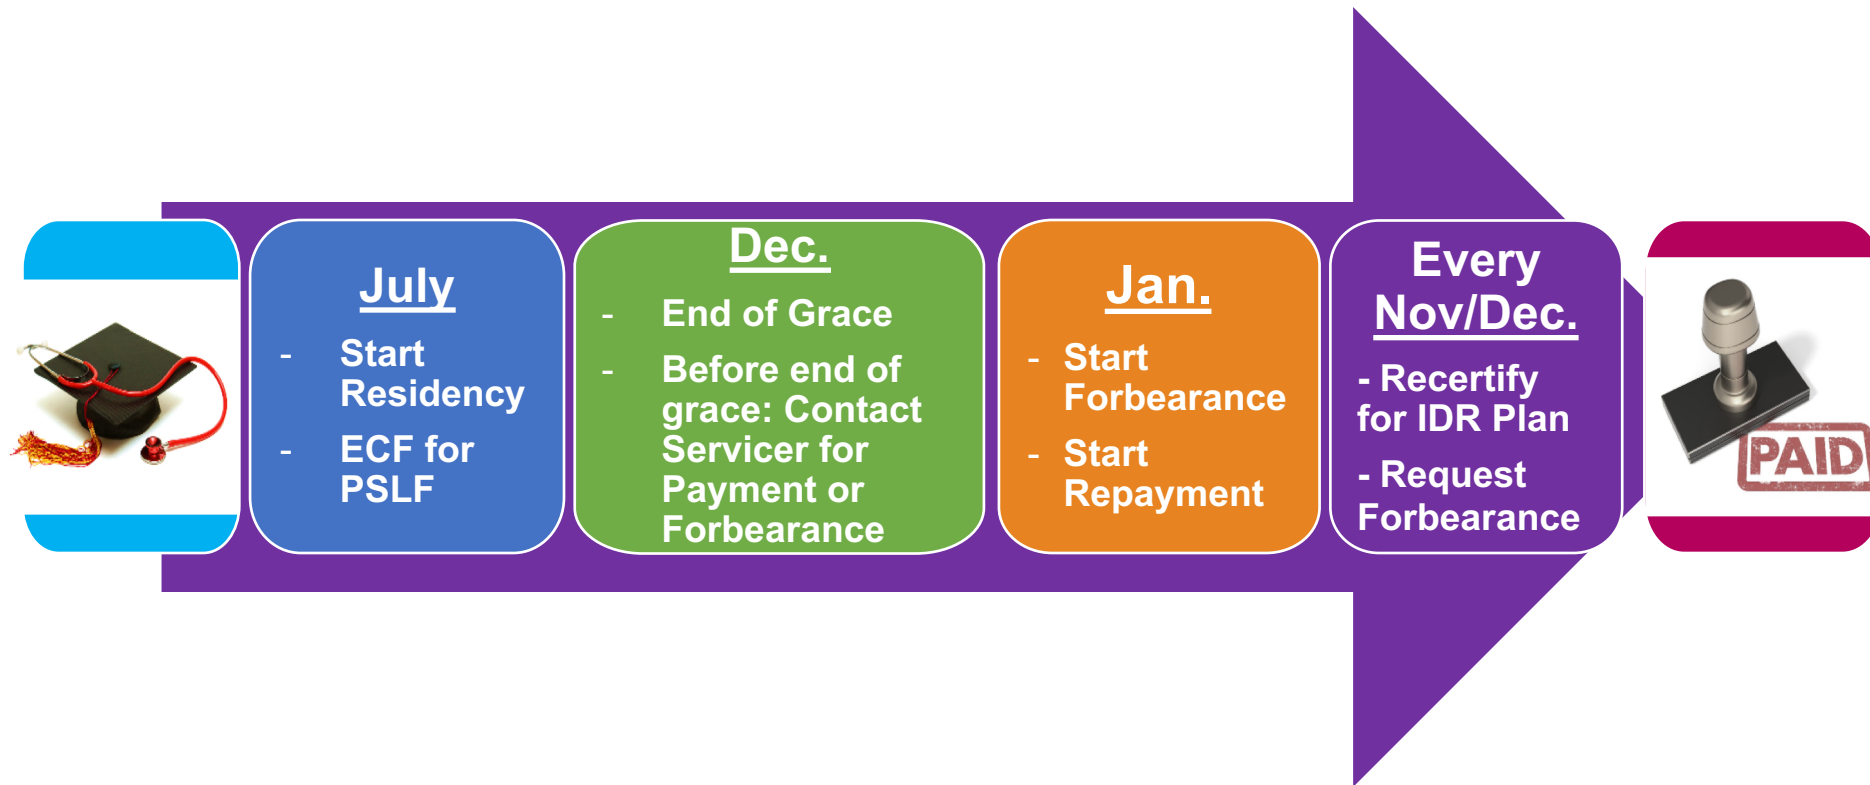 July
- Start
Residency
- ECF for
PSLF
Dec.
- End of Grace
- Before end of
grace: Contact
Servicer for
Payment or
Forbearance
Jan.
- Start
Forbearance
- Start
Repayment
Every
Nov/Dec.
- Recertify
for IDR Plan
- Request
Forbearance
PAID